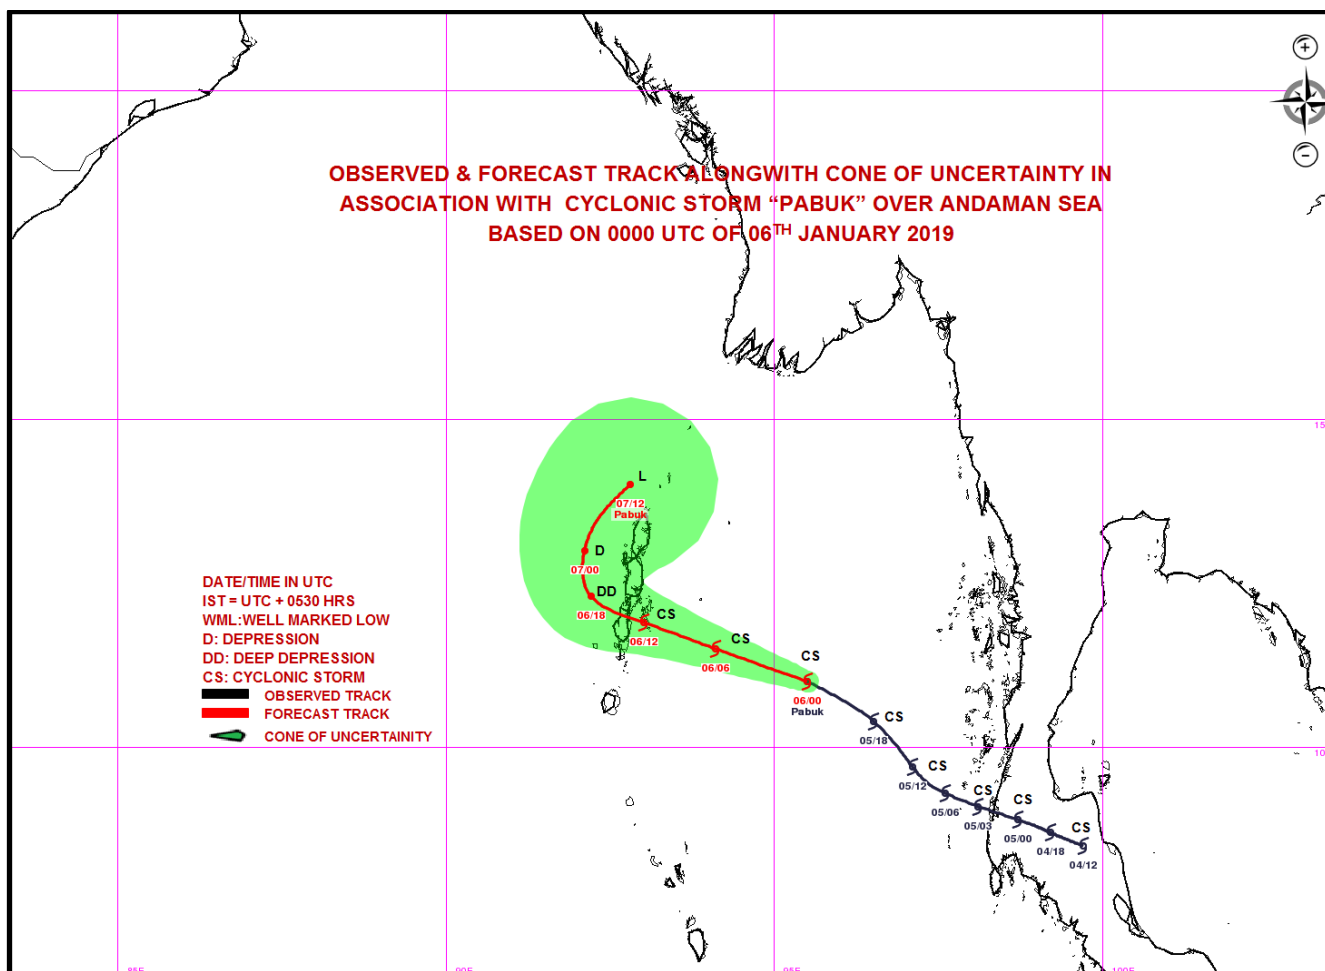 OBSERVED & FORECAST TRACK ALONGWITH CONE OF UNCERTAINTY IN
ASSOCIATION WITH CYCLONIC STORM “PABUK” OVER ANDAMAN SEA
BASED ON 0000 UTC OF 06TH JANUARY 2019
L
07/12
Pabuk
D
07/00
DD
06/18
CS
06/12
CS
06/06
CS
06/00
Pabuk
CS
05/18
CS
05/12
05/06
CS
05/03
CS
05/00
04/18
CS
04/12
DATE/TIME IN UTC
IST = UTC + 0530 HRS
WML:WELL MARKED LOW
D: DEPRESSION
DD: DEEP DEPRESSION
CS: CYCLONIC STORM
OBSERVED TRACK
FORECAST TRACK
CONE OF UNCERTAINITY